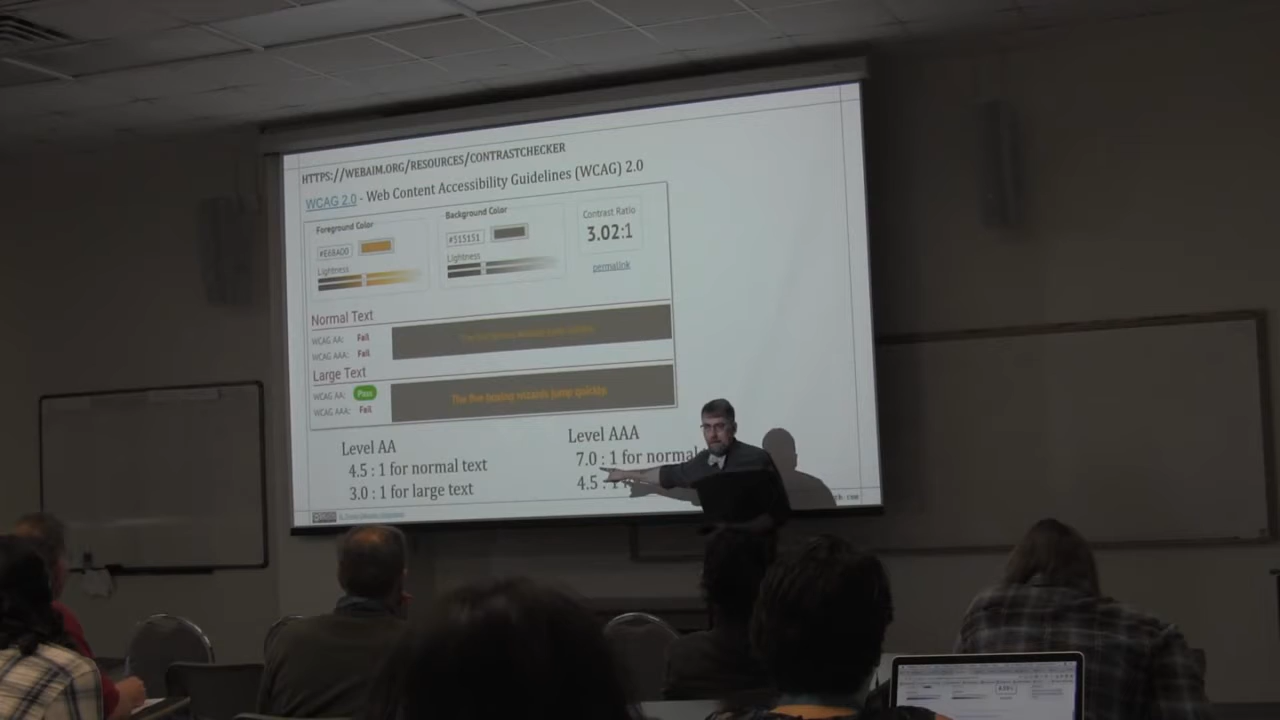 HTTPS://WEBAIM.ORG/RESOURCES/CONTRASTCHECKER
WCAG 2.0 - Web Content Accessibility Guidelines (WCAG) 2.0
Foreground Color
Background Color
Contrast Ratio
#E68A00
#515151
3.02:1
Lightness
Lightness
permalink
Normal Text
WCAG AA: Fail
WCAG AAA: Fail
Large Text
WCAG AA: Pass
WCAG AAA: Fail
The five boxing wizards jump quickly.
Level AA
4.5 : 1 for normal text
3.0 : 1 for large text
Level AAA
7.0 : 1 for normal
4.5 : 1